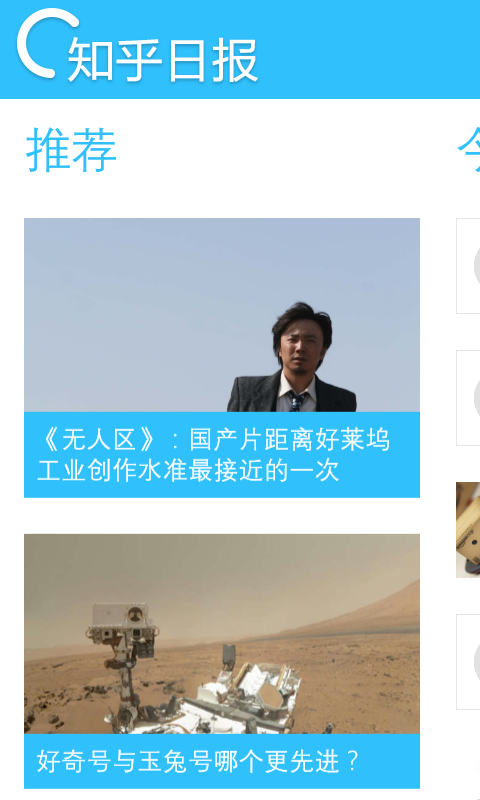 知乎日报
推荐
《无人区》：国产片距离好莱坞
工业创作水准最接近的一次
好奇号与玉兔号哪个更先进？